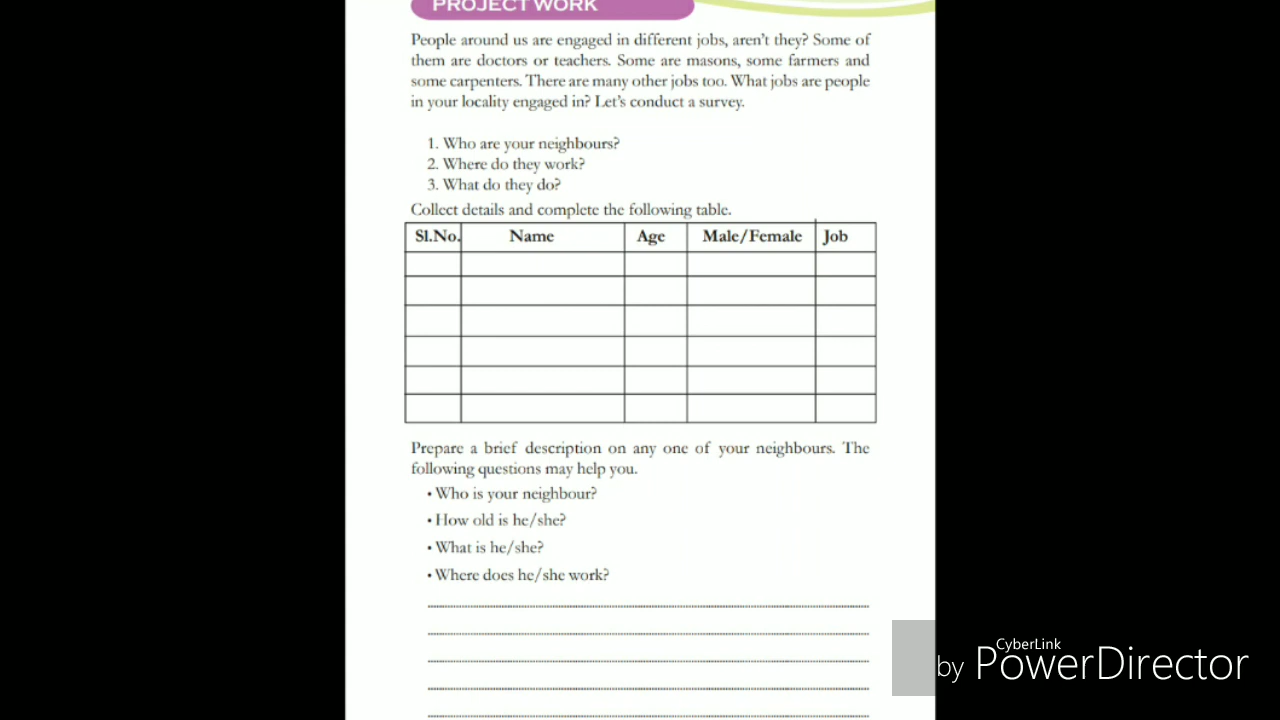 PROJECT WORK
People around us are engaged in different jobs, aren't they? Some of
them are doctors or teachers. Some are masons, some farmers and
some carpenters. There are many other jobs too. What jobs are people
in your locality engaged in? Let's conduct a survey.
1. Who are your neighbours?
2. Where do they work?
3. What do they do?
Collect details and complete the following table.
Sl.No. Name Age Male/Female Job
Prepare a brief description on any one of your neighbours. The
following questions may help you.
• Who is your neighbour?
• How old is he/she?
• What is he/she?
• Where does he/she work?
CyberLink
by PowerDirector